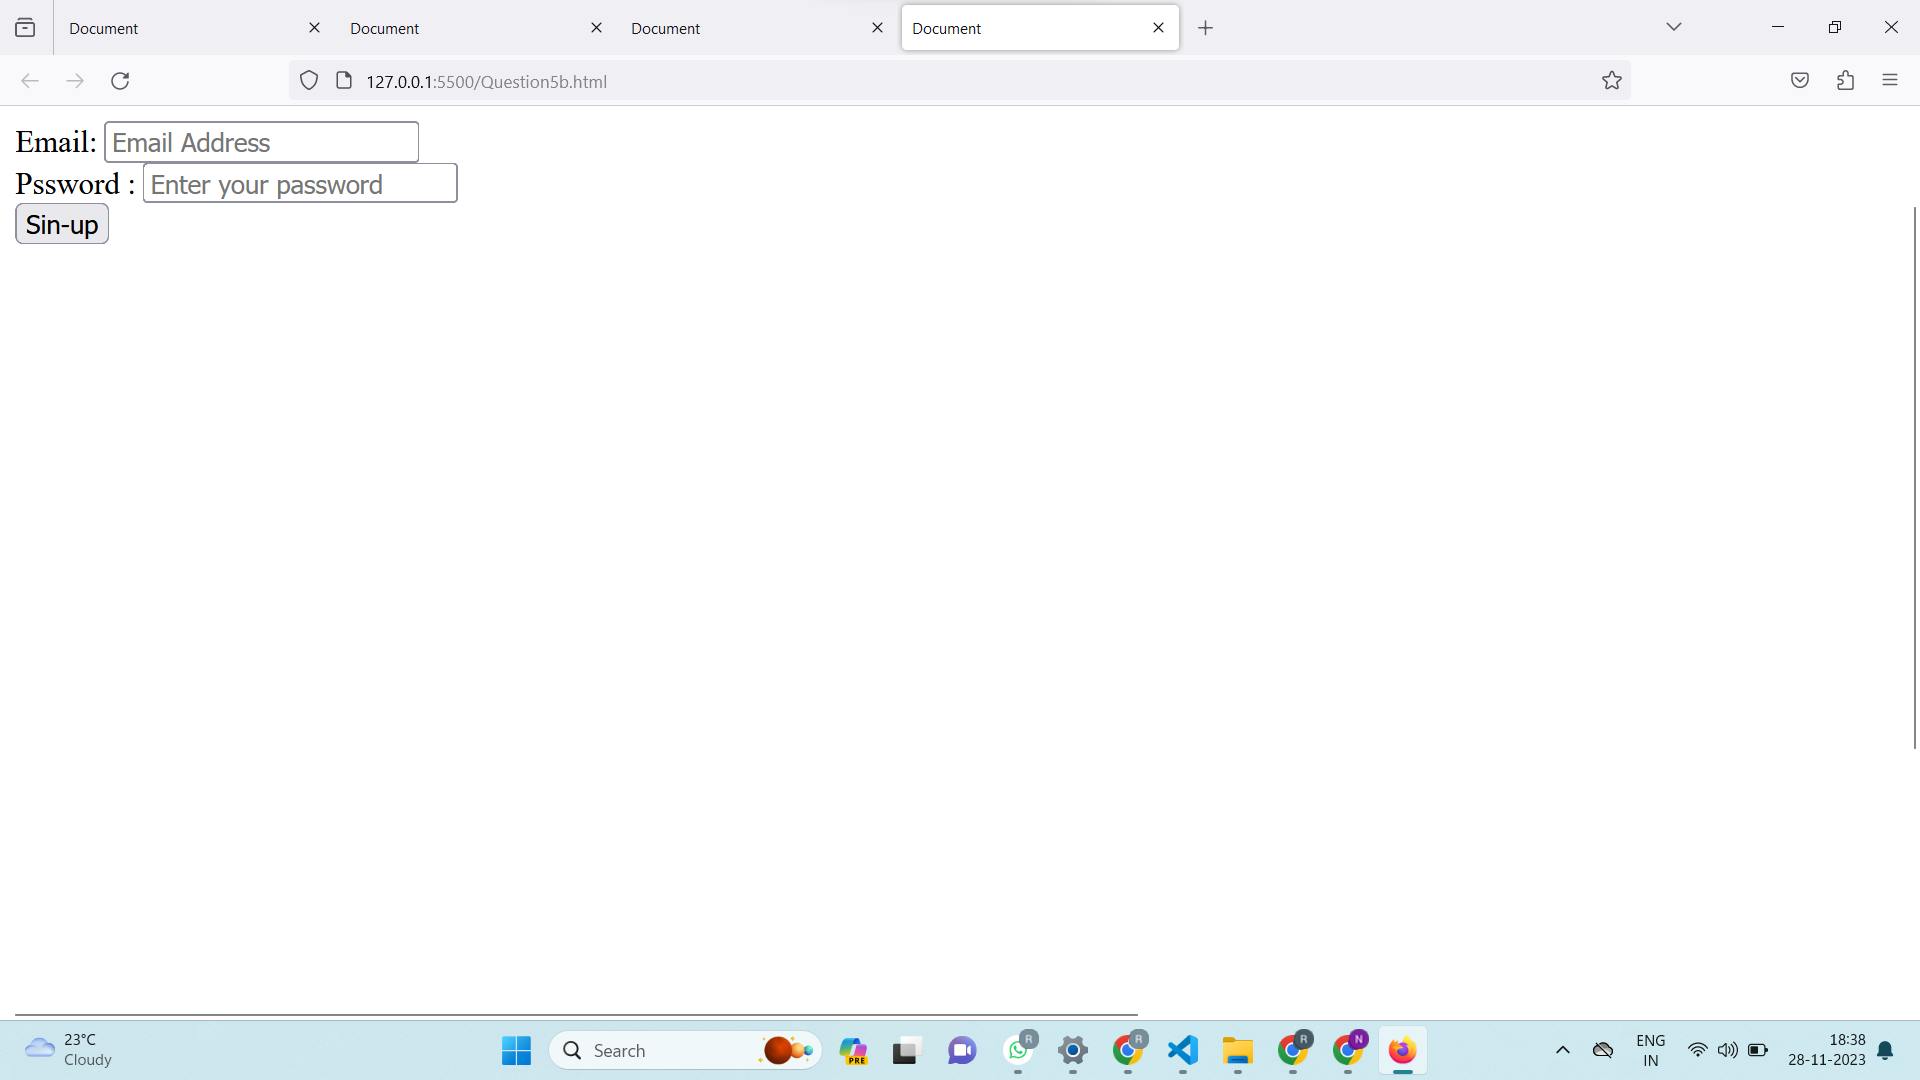 Document
Document
Document
Document
127.0.0.1:5500/Question5b.html
Email: Email Address
Pssword : Enter your password
Sin-up
23°C
Cloudy
Search
PRE
R
R
R
N
ENG
IN
18:38
28-11-2023